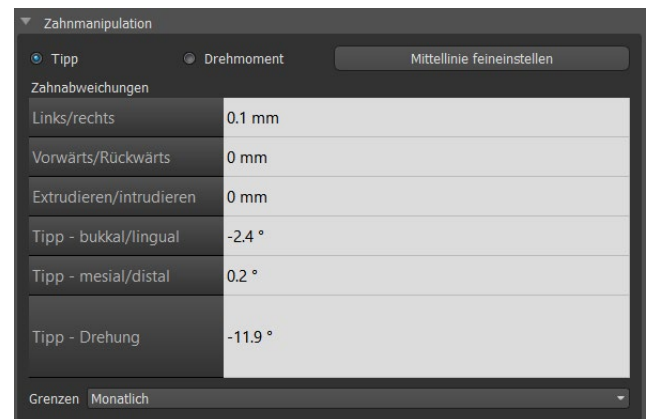 Zahnmanipulation
Tipp Drehmoment Mittellinie feineinstellen
Zahnabweichungen
Links/rechts 0.1 mm
Vorwärts/Rückwärts 0 mm
Extrudieren/intrudieren 0 mm
Tipp - bukkal/lingual -2.4 °
Tipp - mesial/distal 0.2 °
Tipp - Drehung -11.9 °
Grenzen Monatlich